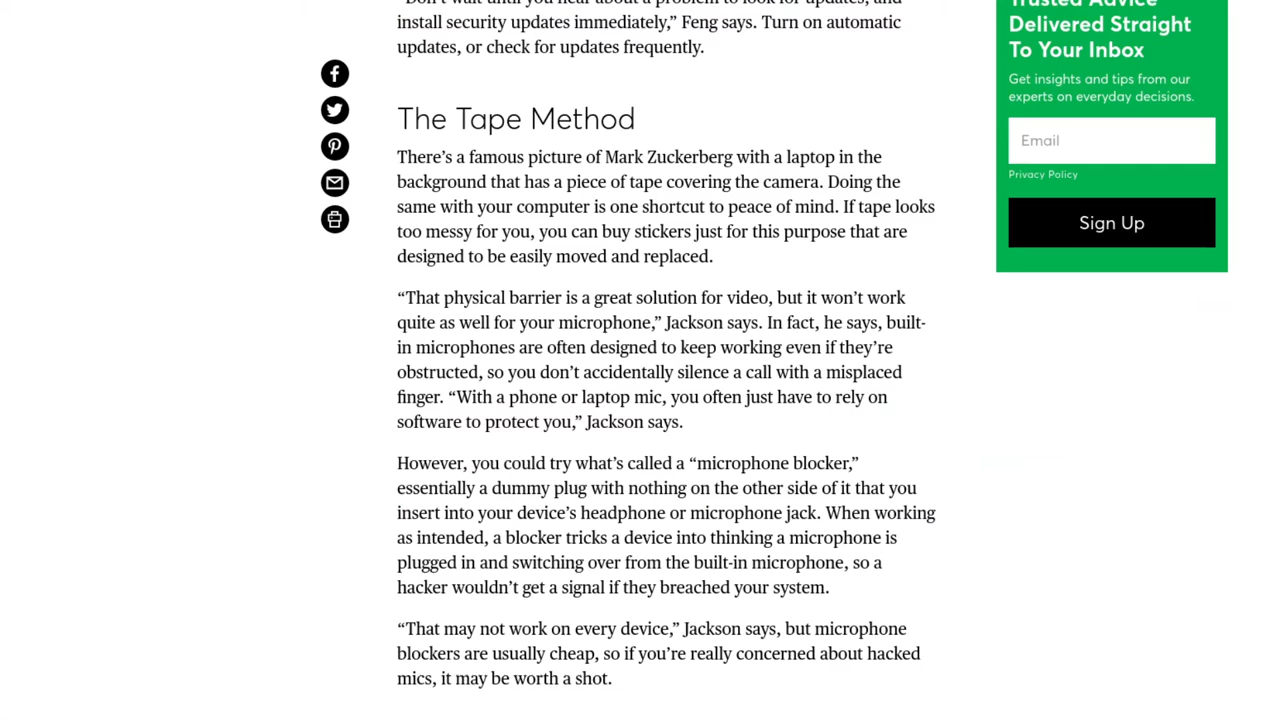 "Don't wait until you hear about a problem to look for updates, and
install security updates immediately," Feng says. Turn on automatic
updates, or check for updates frequently.
The Tape Method
There's a famous picture of Mark Zuckerberg with a laptop in the
background that has a piece of tape covering the camera. Doing the
same with your computer is one shortcut to peace of mind. If tape looks
too messy for you, you can buy stickers just for this purpose that are
designed to be easily moved and replaced.
“That physical barrier is a great solution for video, but it won’t work
quite as well for your microphone,” Jackson says. In fact, he says, built-
in microphones are often designed to keep working even if they’re
obstructed, so you don’t accidentally silence a call with a misplaced
finger. “With a phone or laptop mic, you often just have to rely on
software to protect you,” Jackson says.
However, you could try what’s called a “microphone blocker,”
essentially a dummy plug with nothing on the other side of it that you
insert into your device’s headphone or microphone jack. When working
as intended, a blocker tricks a device into thinking a microphone is
plugged in and switching over from the built-in microphone, so a
hacker wouldn’t get a signal if they breached your system.
“That may not work on every device,” Jackson says, but microphone
blockers are usually cheap, so if you’re really concerned about hacked
mics, it may be worth a shot.
Trusted Advice
Delivered Straight
To Your Inbox
Get insights and tips from our
experts on everyday decisions.
Email
Privacy Policy
Sign Up